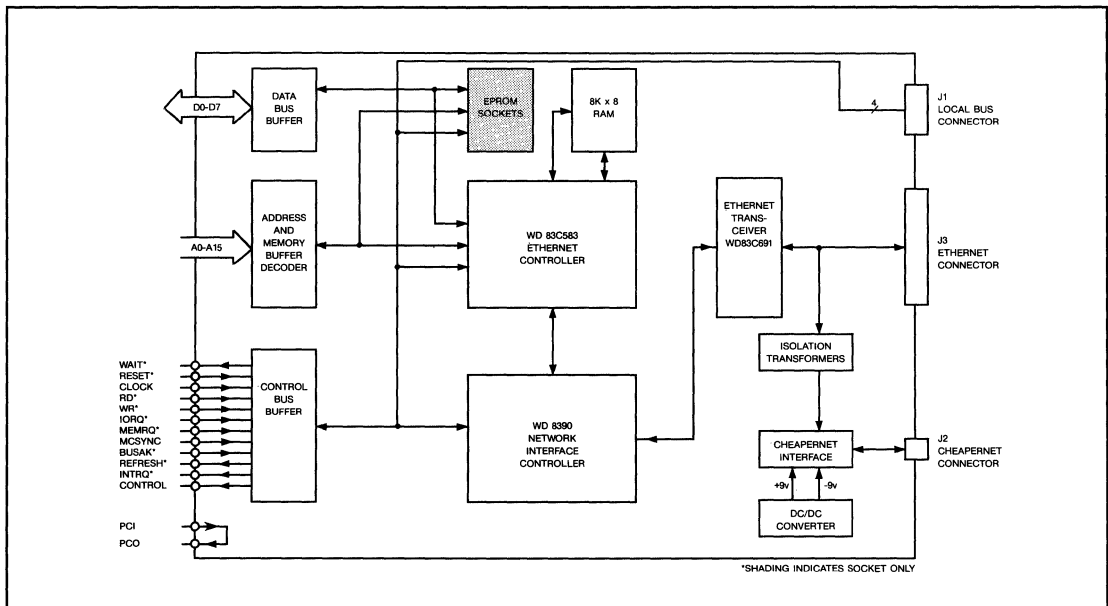 D0-D7
DATA
BUS
BUFFER
EPROM
SOCKETS
8K x 8
RAM
4
J1
LOCAL BUS
CONNECTOR
A0-A15
ADDRESS
AND
MEMORY
BUFFER
DECODER
WD 83C583
ETHERNET
CONTROLLER
ETHERNET
TRANS-
CEIVER
WD83C691
J3
ETHERNET
CONNECTOR
ISOLATION
TRANSFORMERS
WAIT*
RESET*
CLOCK
RD*
WR*
IORQ*
MEMRQ*
MCSYNC
BUSAK*
REFRESH*
INTRQ*
CONTROL
CONTROL
BUS
BUFFER
WD 8390
NETWORK
INTERFACE
CONTROLLER
CHEAPERNET
INTERFACE
J2
CHEAPERNET
CONNECTOR
+9v
-9v
DC/DC
CONVERTER
PCI
PCO
*SHADING INDICATES SOCKET ONLY